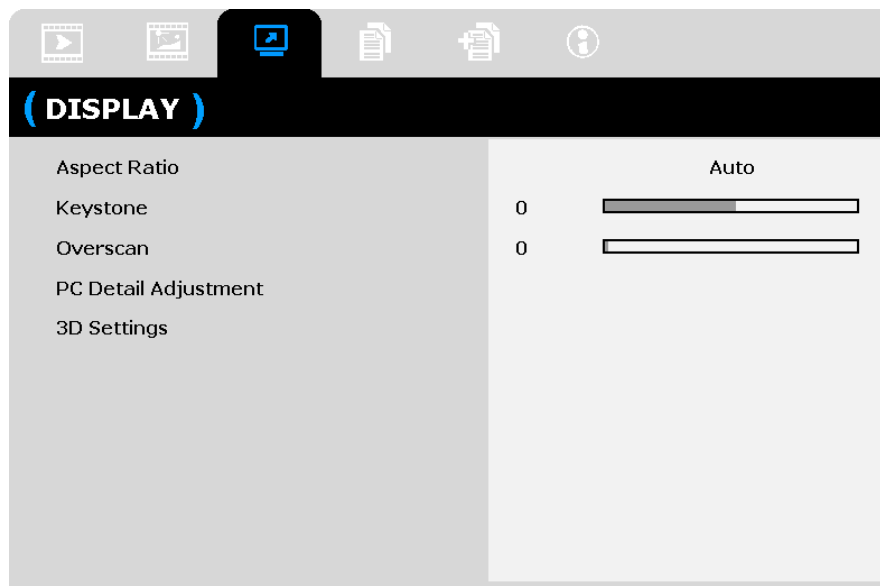 ( DISPLAY )
Aspect Ratio Auto
Keystone 0
Overscan 0
PC Detail Adjustment
3D Settings